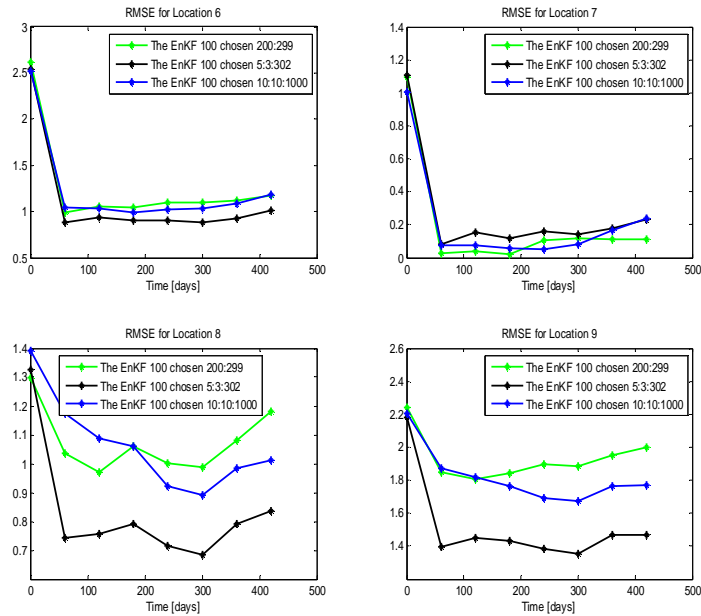 RMSE for Location 6
3
2.5
2
1.5
1
0.5
0
100
200
300
400
500
Time [days]
The EnKF 100 chosen 200:299
The EnKF 100 chosen 5:3:302
The EnKF 100 chosen 10:10:1000
RMSE for Location 7
1.4
1.2
1
0.8
0.6
0.4
0.2
0
0
100
200
300
400
500
Time [days]
The EnKF 100 chosen 200:299
The EnKF 100 chosen 5:3:302
The EnKF 100 chosen 10:10:1000
RMSE for Location 8
1.4
1.3
1.2
1.1
1
0.9
0.8
0.7
0
100
200
300
400
500
Time [days]
The EnKF 100 chosen 200:299
The EnKF 100 chosen 5:3:302
The EnKF 100 chosen 10:10:1000
RMSE for Location 9
2.6
2.4
2.2
2
1.8
1.6
1.4
0
100
200
300
400
500
Time [days]
The EnKF 100 chosen 200:299
The EnKF 100 chosen 5:3:302
The EnKF 100 chosen 10:10:1000